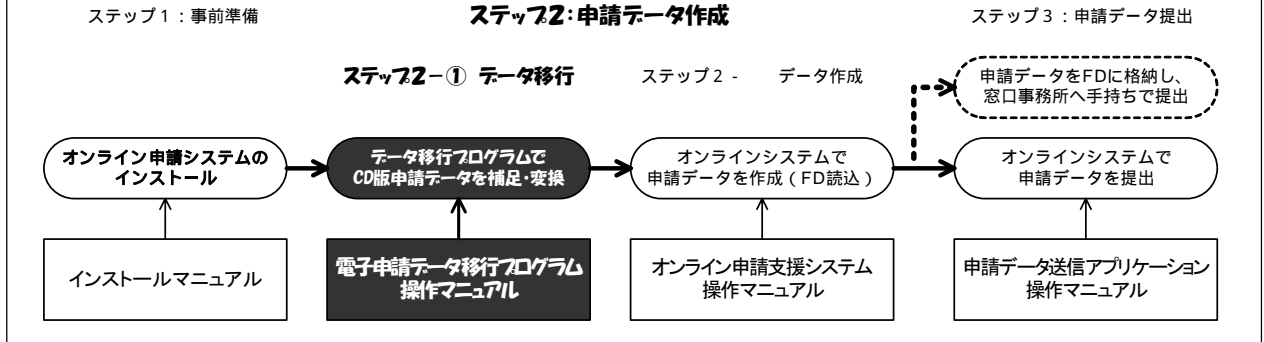 ステップ1：事前準備
ステップ2：申請データ作成
ステップ3：申請データ提出
ステップ2－① データ移行
ステップ2-　　データ作成
申請データをFDに格納し、
窓口事務所へ手持ちで提出
オンライン申請システムの
インストール
データ移行プログラムで
CD版申請データを補足・変換
オンラインシステムで
申請データを作成（FD読込）
オンラインシステムで
申請データを提出
インストールマニュアル
電子申請データ移行プログラム
操作マニュアル
オンライン申請支援システム
操作マニュアル
申請データ送信アプリケーション
操作マニュアル